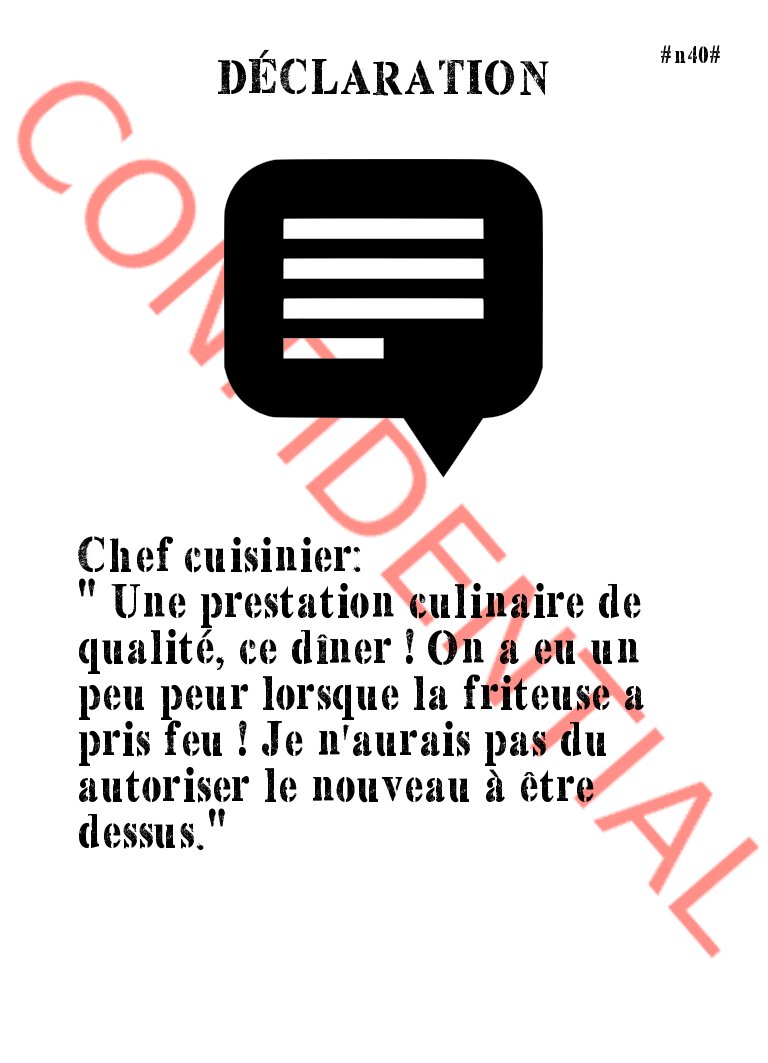 #n40#
DÉCLARATION
CONFIDENTIAL
Chef cuisinier:
" Une prestation culinaire de
qualité, ce dîner ! On a eu un
peu peur lorsque la friteuse a
pris feu ! Je n'aurais pas du
autoriser le nouveau à être
dessus."